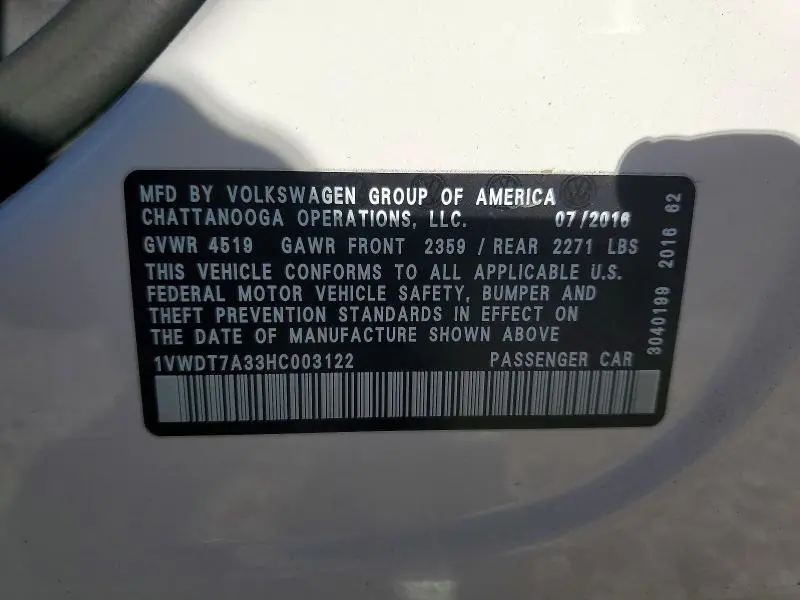 MFD BY VOLKSWAGEN GROUP OF AMERICA
CHATTANOOGA OPERATIONS, LLC. 07/2016
GVWR 4519 GAWR FRONT 2359 / REAR 2271 LBS
THIS VEHICLE CONFORMS TO ALL APPLICABLE U.S.
FEDERAL MOTOR VEHICLE SAFETY, BUMPER AND
THEFT PREVENTION STANDARDS IN EFFECT ON
THE DATE OF MANUFACTURE SHOWN ABOVE
1VWDT7A33HC003122 PASSENGER CAR
3040199 2016 62